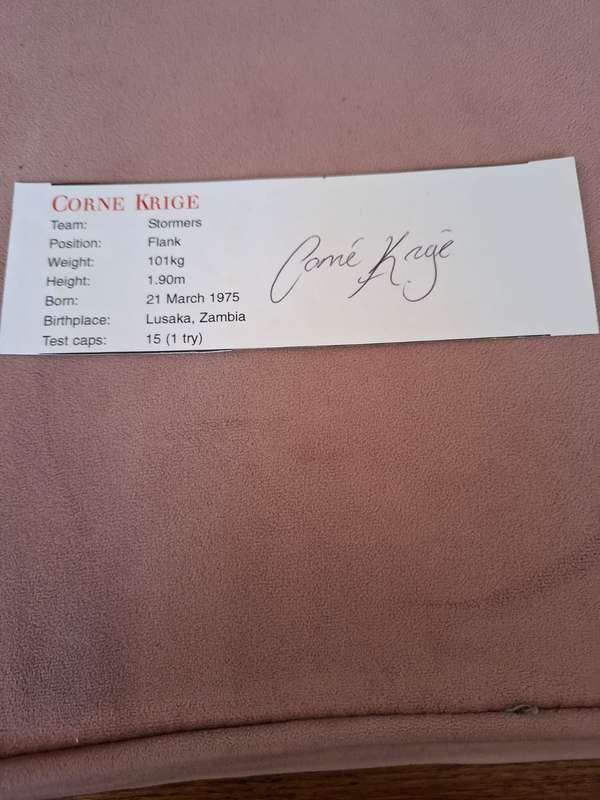 CORNE KRIGE
Team: Stormers
Position: Flank
Weight: 101kg
Height: 1.90m
Born: 21 March 1975
Birthplace: Lusaka, Zambia
Test caps: 15 (1 try)
Corné Krige